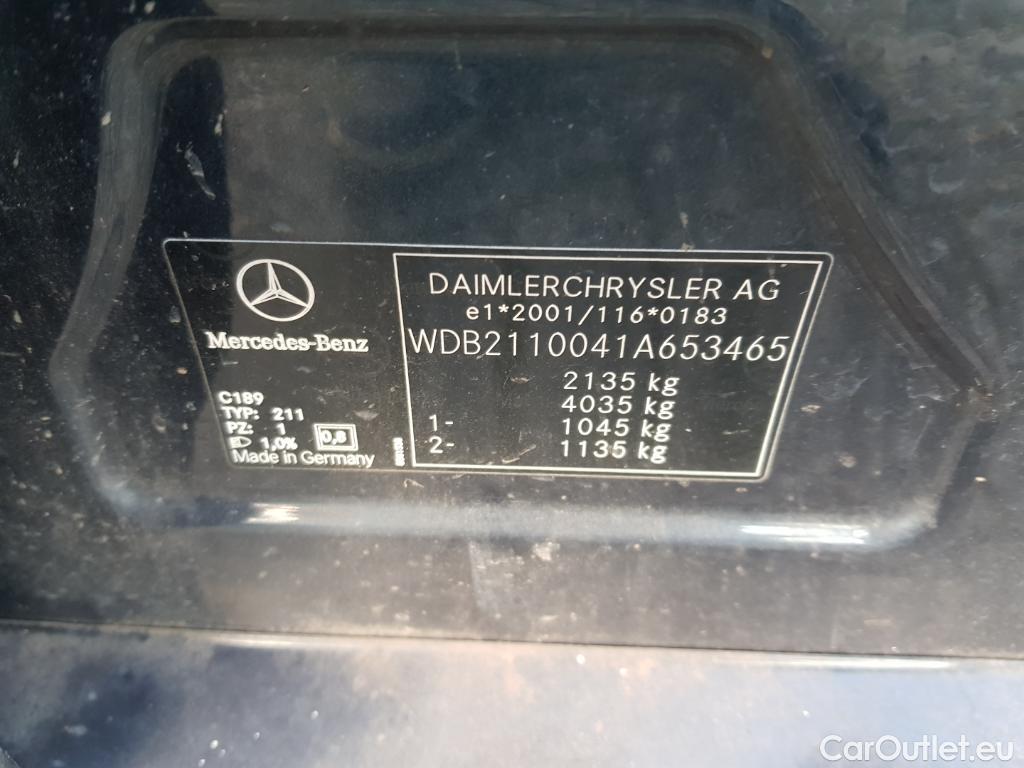 Mercedes-Benz
C189
TYP: 211
PZ: 1
1,0% 0,8
Made in Germany
DAIMLERCHRYSLER AG
e1*2001/116*0183
WDB2110041A653465
2135 kg
4035 kg
1- 1045 kg
2- 1135 kg
CarOutlet.eu